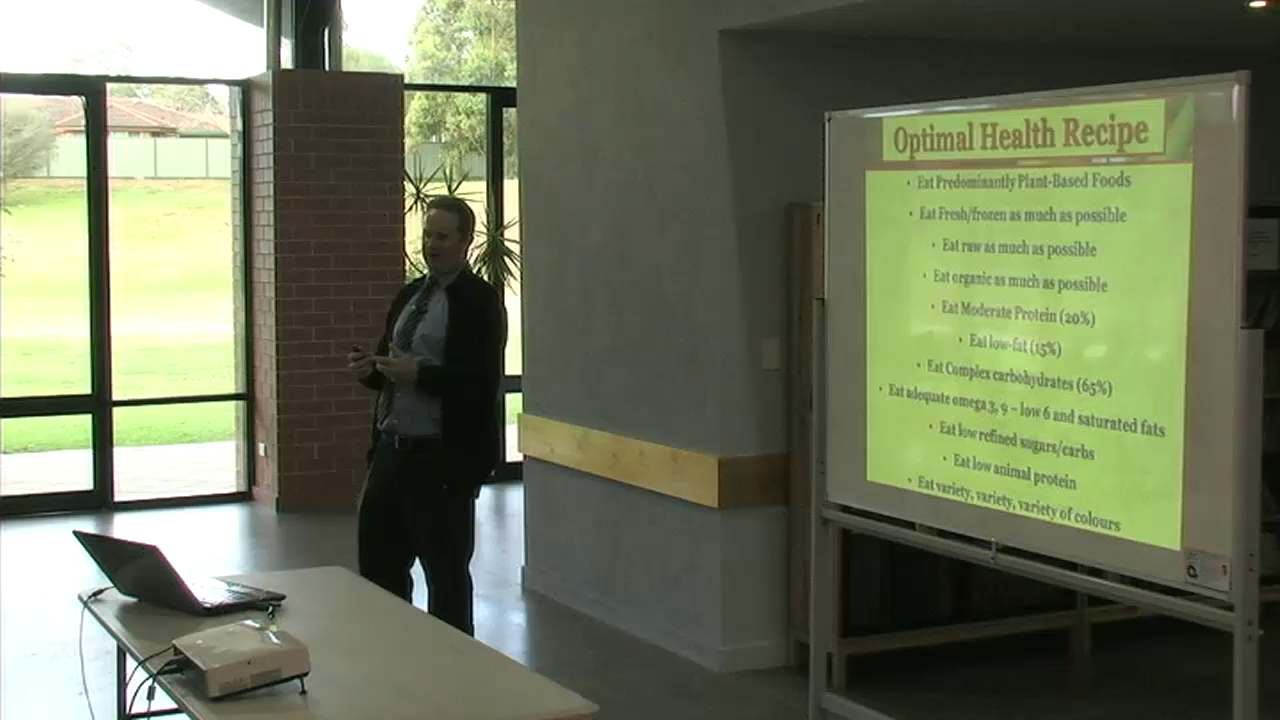 Optimal Health Recipe
• Eat Predominantly Plant-Based Foods
• Eat Fresh/frozen as much as possible
• Eat raw as much as possible
• Eat organic as much as possible
• Eat Moderate Protein (20%)
• Eat low-fat (15%)
• Eat Complex carbohydrates (65%)
• Eat adequate omega 3, 9 – low 6 and saturated fats
• Eat low refined sugars/carbs
• Eat low animal protein
• Eat variety, variety, variety of colours